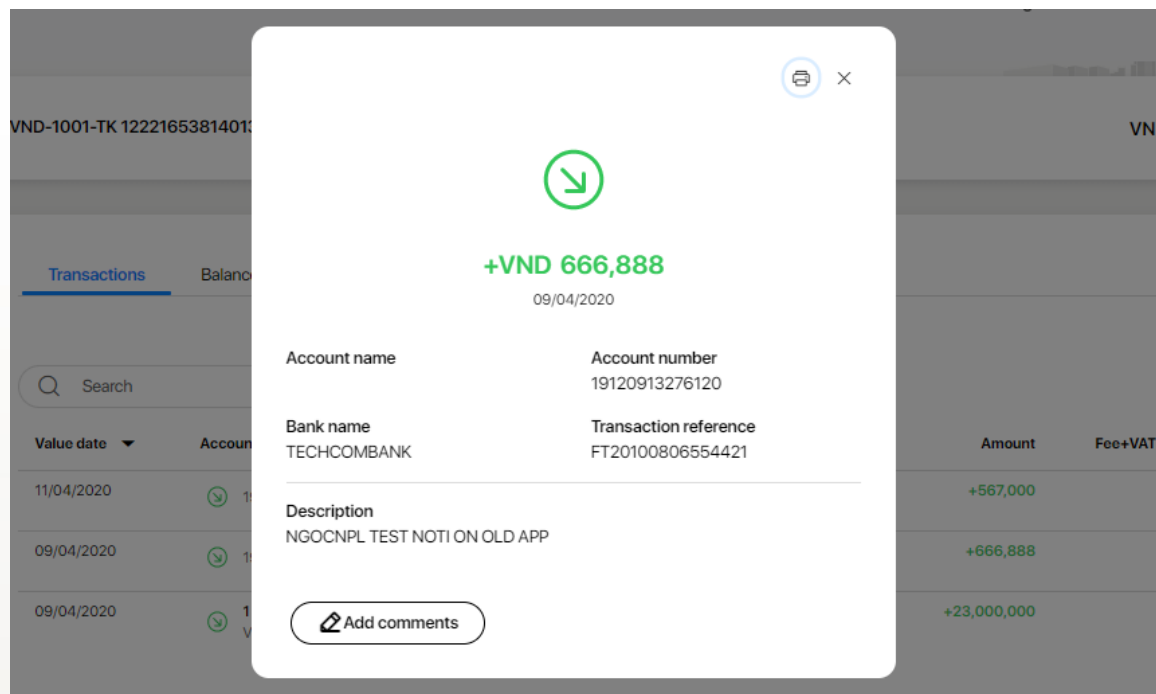 VND-1001-TK 12221653814013
VN
+VND 666,888
09/04/2020
Account name
Account number
19120913276120
Bank name
TECHCOMBANK
Transaction reference
FT20100806554421
Description
NGOCNPL TEST NOTI ON OLD APP
Add comments
Transactions
Balanc
Search
Value date
Accoun
Amount
Fee+VAT
11/04/2020
+567,000
09/04/2020
+666,888
09/04/2020
1
+23,000,000